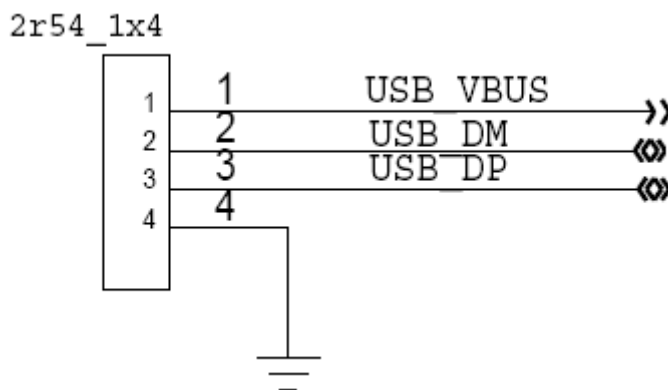 2r54_1x4
1 1 USB_VBUS
2 2 USB_DM
3 3 USB_DP
4 4